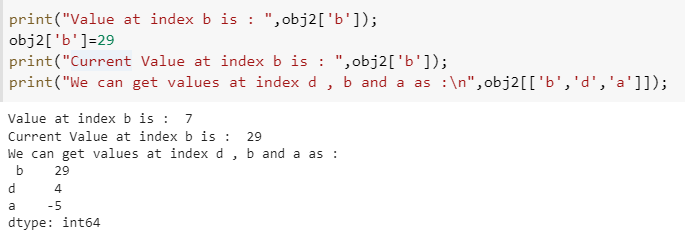 print("Value at index b is : ",obj2['b']);
obj2['b']=29
print("Current Value at index b is : ",obj2['b']);
print("We can get values at index d , b and a as :\n",obj2[['b','d','a']]);
Value at index b is :  7
Current Value at index b is :  29
We can get values at index d , b and a as :
 b    29
d     4
a    -5
dtype: int64